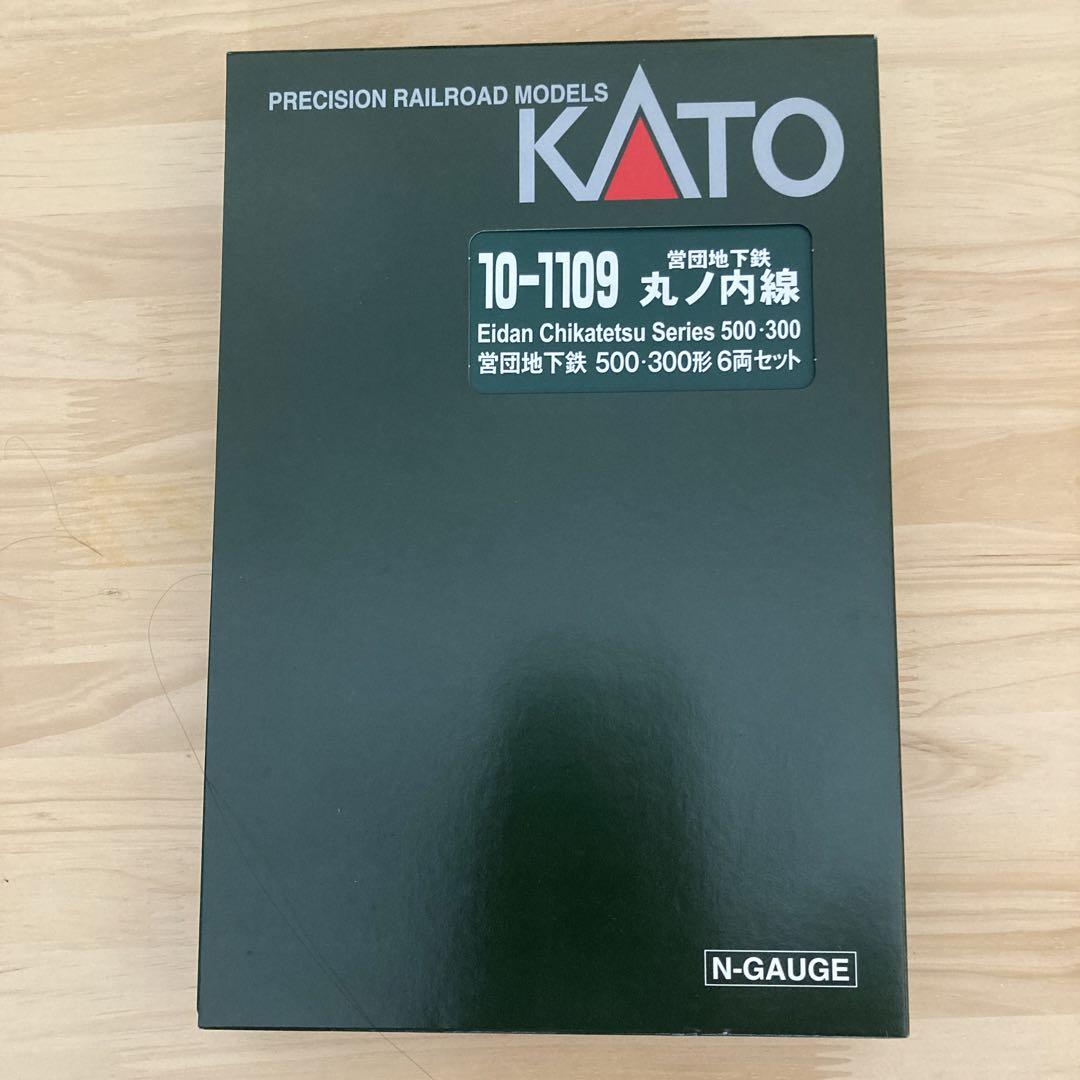 PRECISION RAILROAD MODELS
KATO
10-1109
営団地下鉄
丸ノ内線
Eidan Chikatetsu Series 500·300
営団地下鉄 500·300形 6両セット
N-GAUGE